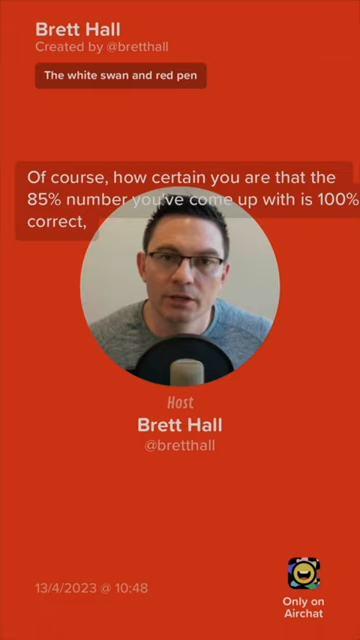 Brett Hall
Created by @bretthall
The white swan and red pen
Of course, how certain you are that the
85% number you've come up with is 100%
correct,
Host
Brett Hall
@bretthall
13/4/2023 @ 10:48
Only on
Airchat